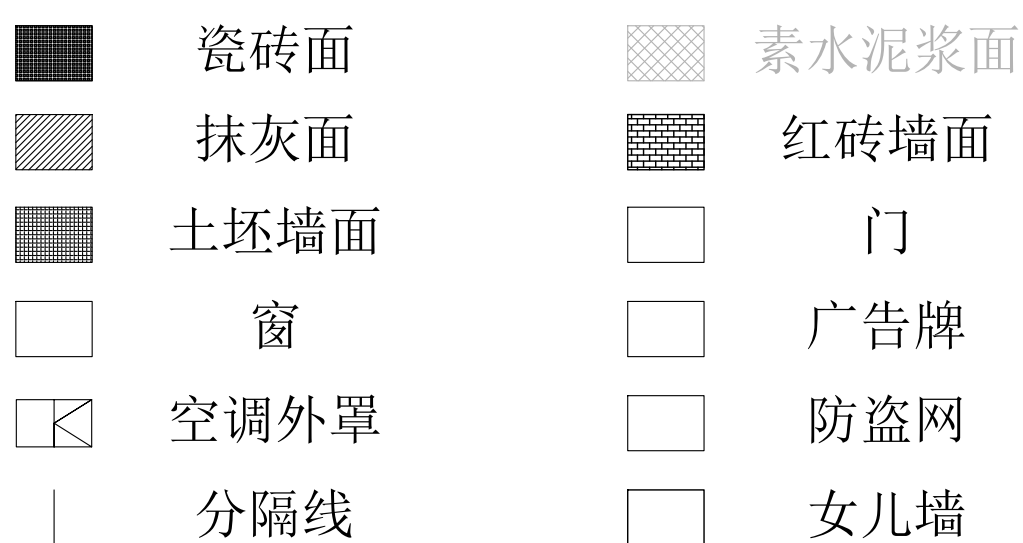 瓷砖面 素水泥浆面
抹灰面 红砖墙面
土坯墙面 门
窗 广告牌
空调外罩 防盗网
分隔线 女儿墙